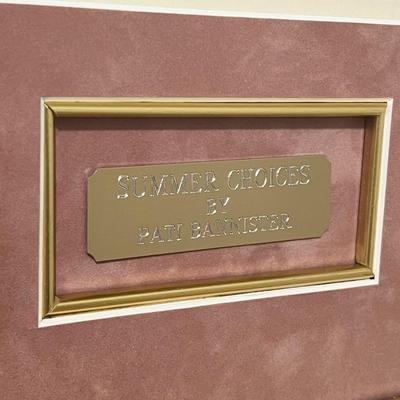 SUMMER CHOICES
BY
PATI BANNISTER